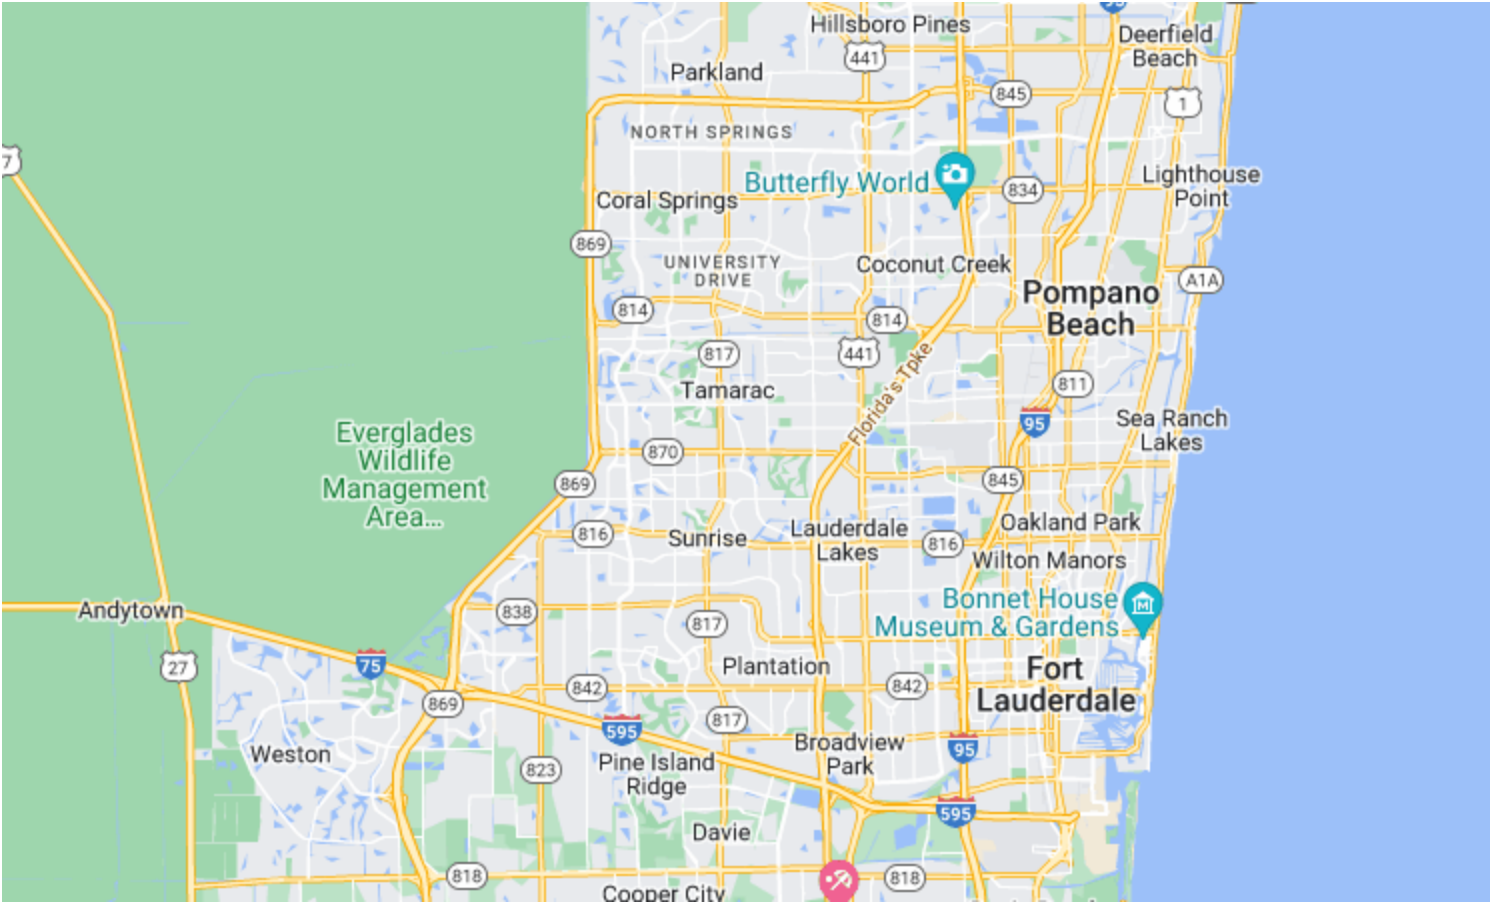 95
Hillsboro Pines
Deerfield
Beach
441
Parkland
845
1
NORTH SPRINGS
7
Butterfly World
834
Lighthouse
Point
Coral Springs
869
UNIVERSITY
DRIVE
Coconut Creek
A1A
Pompano
Beach
814
814
817
441
Florida's Tpke
Tamarac
811
95
Sea Ranch
Lakes
Everglades
Wildlife
Management
Area...
870
869
845
816
Sunrise
Lauderdale
Lakes
816
Oakland Park
Wilton Manors
Andytown
838
817
Bonnet House
Museum & Gardens
27
75
Plantation
Fort
Lauderdale
869
842
842
817
595
Weston
823
Pine Island
Ridge
Broadview
Park
95
595
Davie
818
818
Cooper City